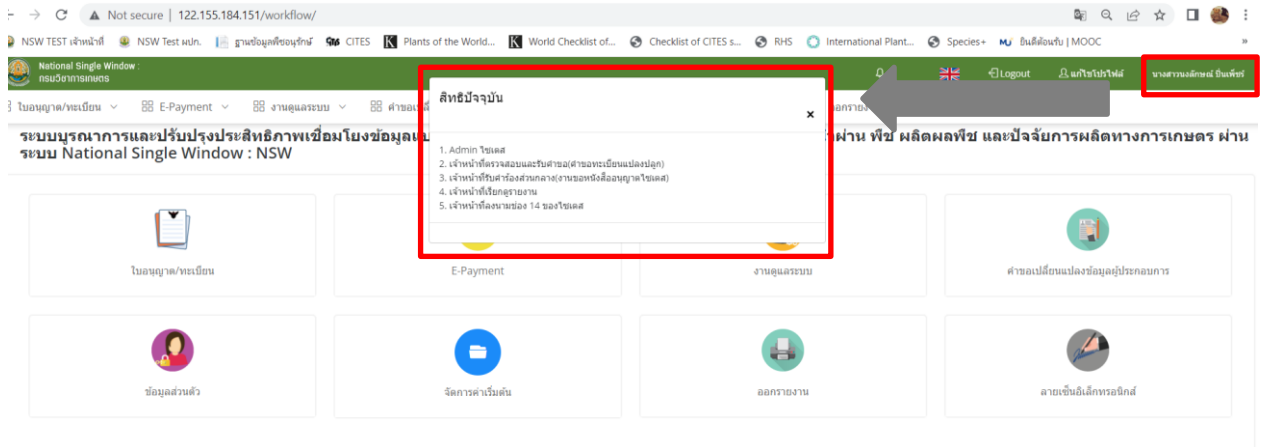 Not secure | 122.155.184.151/workflow/
NSW TEST เจ้าหน้าที่ NSW Test ผปก. ฐานข้อมูลพืชอนุรักษ์ CITES Plants of the World... World Checklist of... Checklist of CITES s... RHS International Plant... Species+ ยินดีต้อนรับ | MOOC »
National Single Window :
กรมวิชาการเกษตร
Logout แก้ไขโปรไฟล์ นางสาวนงลักษณ์ ปั่นเพ็ชร์
ใบอนุญาต/ทะเบียน E-Payment งานดูแลระบบ
ระบบบูรณาการและปรับปรุงประสิทธิภาพเชื่อมโยงข้อมูล ผ่าน พืช ผลิตผลพืช และปัจจัยการผลิตทางการเกษตร ผ่าน
ระบบ National Single Window : NSW
สิทธิปัจจุบัน
×
1. Admin ไซเตส
2. เจ้าหน้าที่ตรวจสอบและรับคำขอ(คำขอทะเบียนแปลงปลูก)
3. เจ้าหน้าที่รับคำร้องส่วนกลาง(งานขอหนังสืออนุญาตไซเตส)
4. เจ้าหน้าที่เรียกดูรายงาน
5. เจ้าหน้าที่ลงนามช่อง 14 ของไซเตส
ใบอนุญาต/ทะเบียน
E-Payment
งานดูแลระบบ
คำขอเปลี่ยนแปลงข้อมูลผู้ประกอบการ
ข้อมูลส่วนตัว
จัดการค่าเริ่มต้น
ออกรายงาน
ลายเซ็นอิเล็กทรอนิกส์